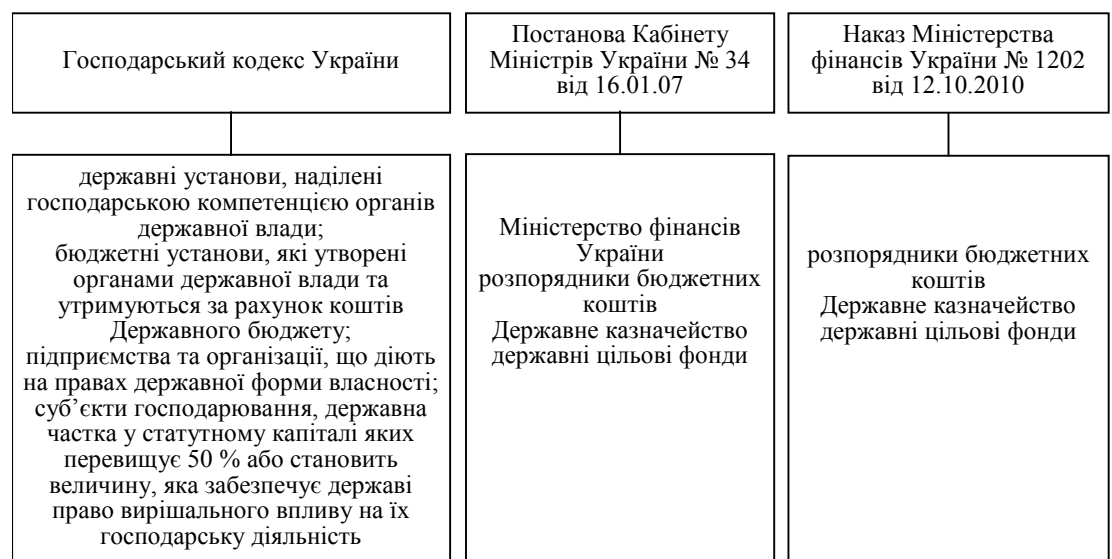 Господарський кодекс України
Постанова Кабінету
Міністрів України № 34
від 16.01.07
Наказ Міністерства
фінансів України № 1202
від 12.10.2010
державні установи, наділені
господарською компетенцією органів
державної влади;
бюджетні установи, які утворені
органами державної влади та
утримуються за рахунок коштів
Державного бюджету;
підприємства та організації, що діють
на правах державної форми власності;
суб’єкти господарювання, державна
частка у статутному капіталі яких
перевищує 50 % або становить
величину, яка забезпечує державі
право вирішального впливу на їх
господарську діяльність
Міністерство фінансів
України
розпорядники бюджетних
коштів
Державне казначейство
державні цільові фонди
розпорядники бюджетних
коштів
Державне казначейство
державні цільові фонди